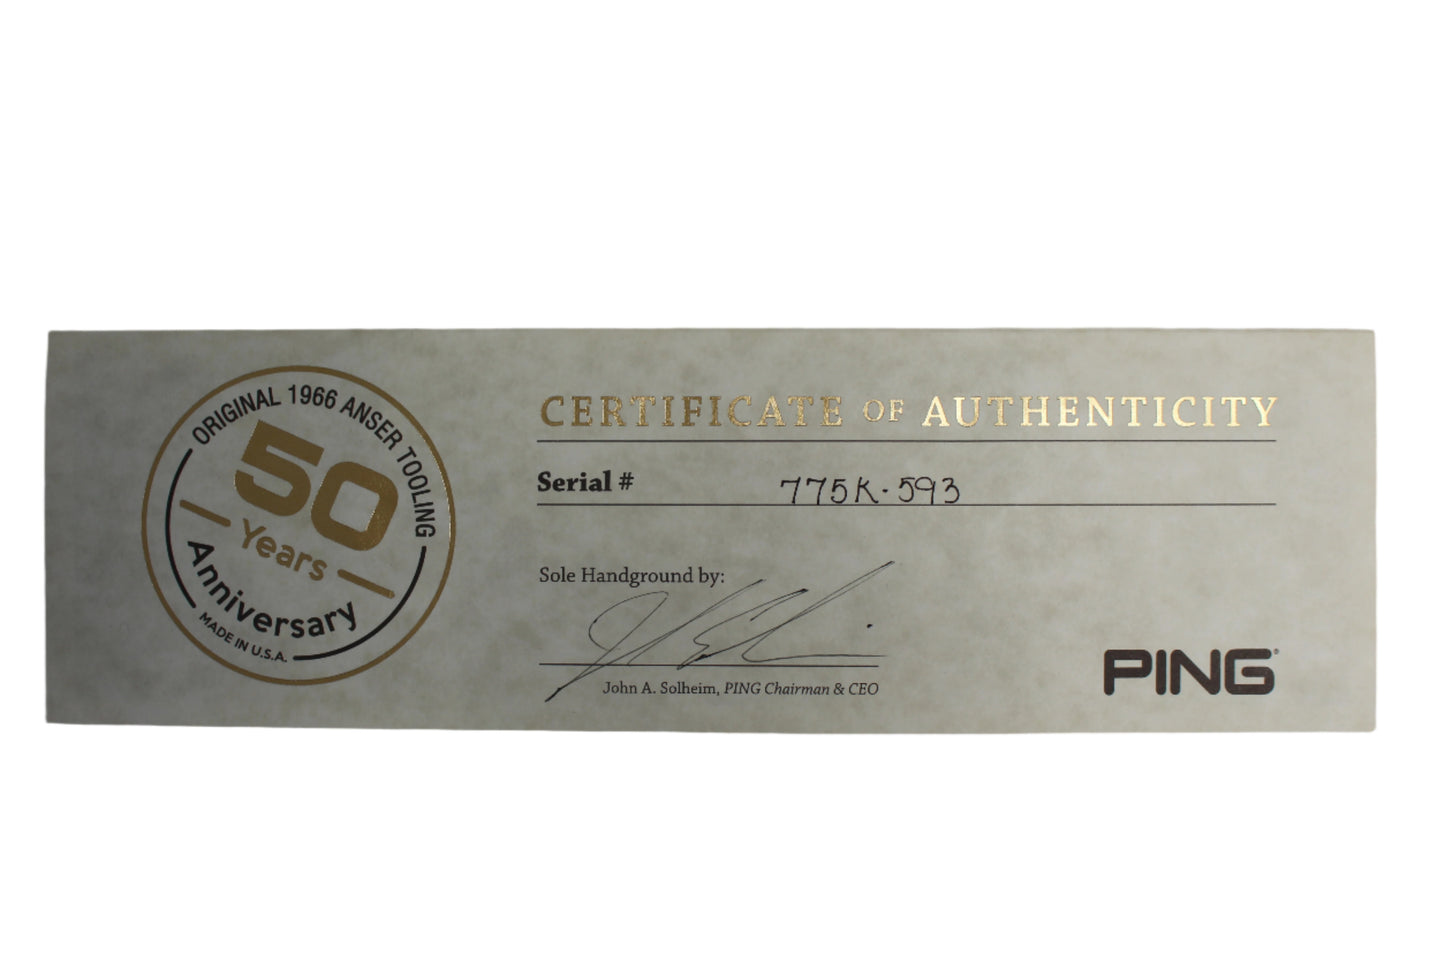 ORIGINAL 1966 ANSER TOOLING
50
Years
Anniversary
MADE IN U.S.A.
CERTIFICATE OF AUTHENTICITY
Serial # 775K-593
Sole Handground by:
John A. Solheim, PING Chairman & CEO
PING®